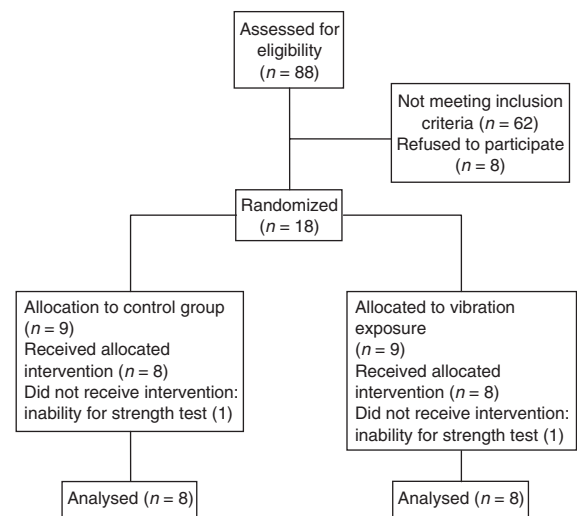 Assessed for
eligibility
(n = 88)
Not meeting inclusion
criteria (n = 62)
Refused to participate
(n = 8)
Randomized
(n = 18)
Allocation to control group
(n = 9)
Received allocated
intervention (n = 8)
Did not receive intervention:
inability for strength test (1)
Allocated to vibration
exposure
(n = 9)
Received allocated
intervention (n = 8)
Did not receive intervention:
inability for strength test (1)
Analysed (n = 8)
Analysed (n = 8)